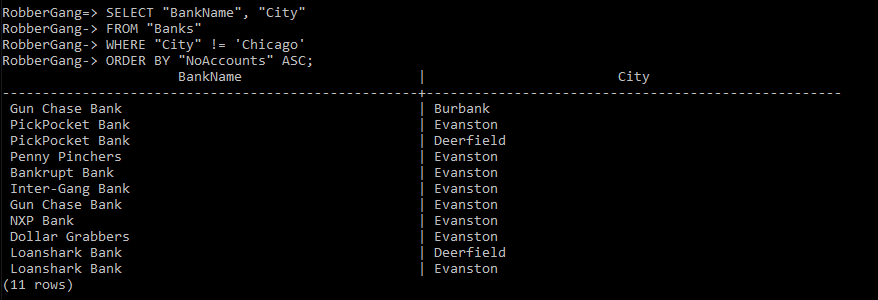 RobberGang=> SELECT "BankName", "City"
RobberGang-> FROM "Banks"
RobberGang-> WHERE "City" != 'Chicago'
RobberGang-> ORDER BY "NoAccounts" ASC;
BankName | City
----------------------------------------------------+----------------------------------------------------
Gun Chase Bank | Burbank
PickPocket Bank | Evanston
PickPocket Bank | Deerfield
Penny Pinchers | Evanston
Bankrupt Bank | Evanston
Inter-Gang Bank | Evanston
Gun Chase Bank | Evanston
NXP Bank | Evanston
Dollar Grabbers | Evanston
Loanshark Bank | Deerfield
Loanshark Bank | Evanston
(11 rows)